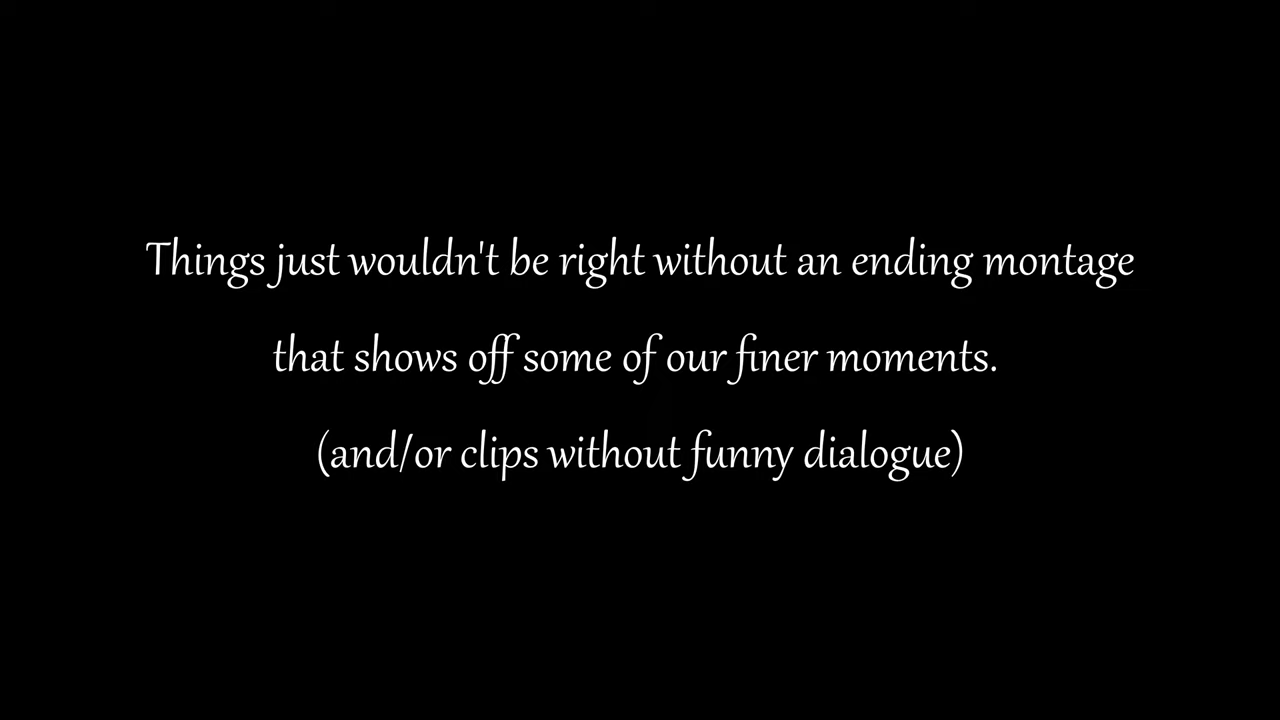 Things just wouldn't be right without an ending montage
that shows off some of our finer moments.
(and/or clips without funny dialogue)